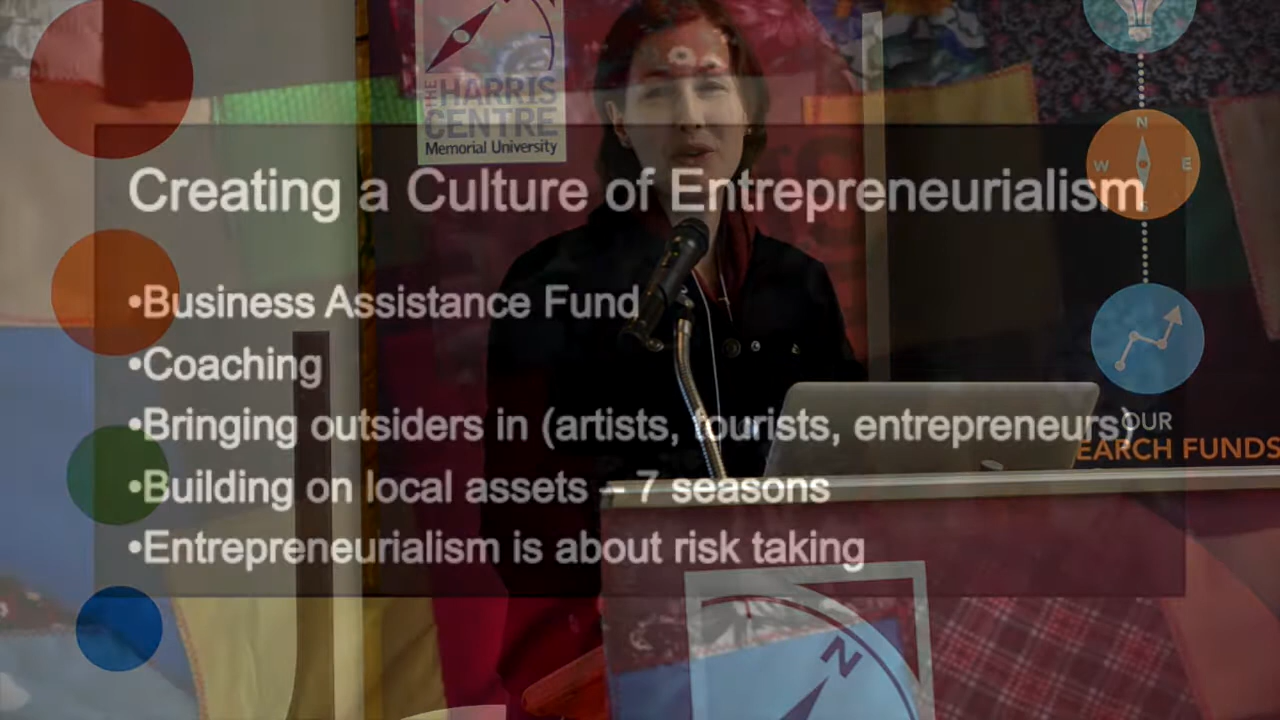 THE
HARRIS
CENTRE
Memorial University
N
W E
S
Creating a Culture of Entrepreneurialism
•Business Assistance Fund
•Coaching
•Bringing outsiders in (artists, tourists, entrepreneurs)
•Building on local assets – 7 seasons
•Entrepreneurialism is about risk taking
OUR
EARCH FUNDS
N